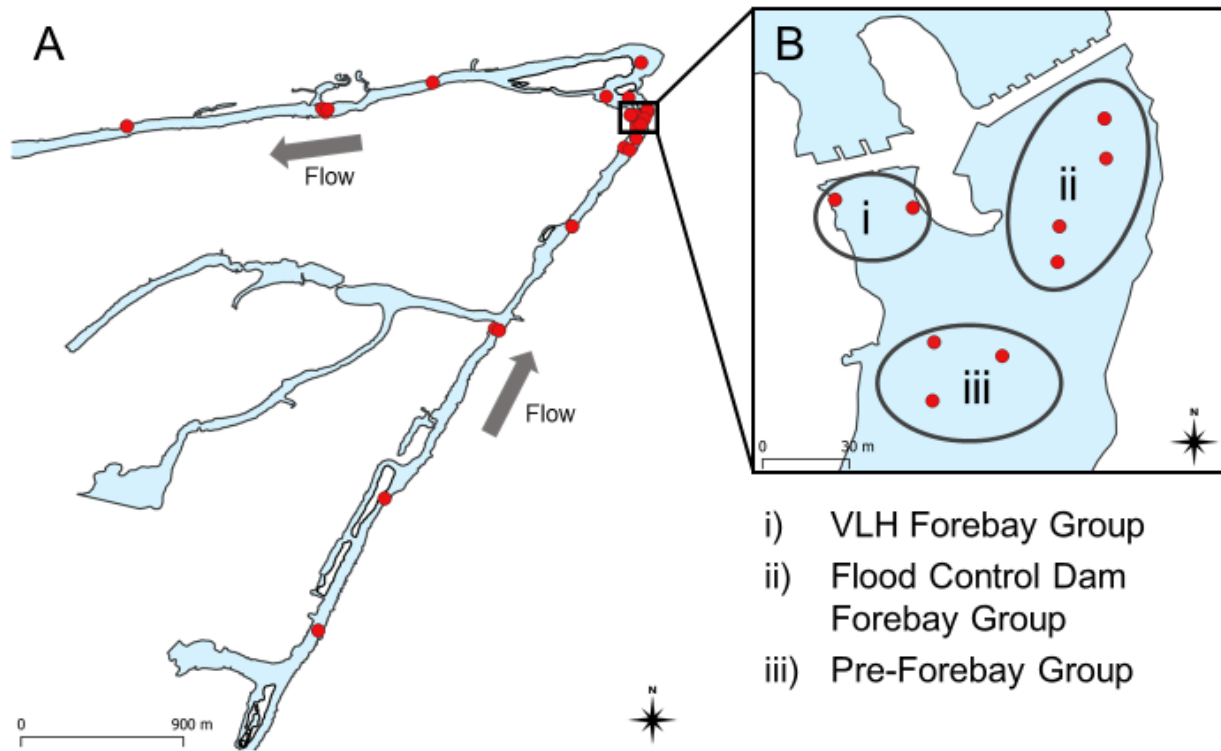 A
Flow
Flow
0 900 m
N
B
i
ii
iii
0 30 m
N
i) VLH Forebay Group
ii) Flood Control Dam
Forebay Group
iii) Pre-Forebay Group